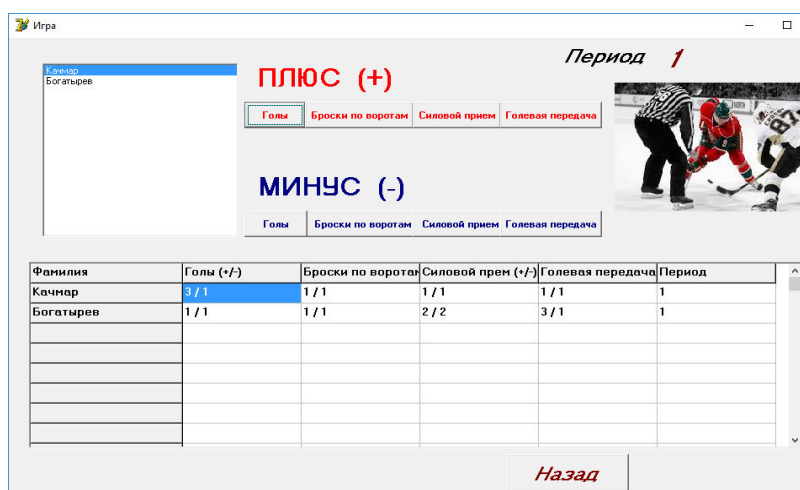 Игра
Период 1
Качмар
Богатырев
ПЛЮС (+)
Голы Броски по воротам Силовой прием Голевая передача
МИНУС (-)
Голы Броски по воротам Силовой прием Голевая передача
Фамилия Голы (+/-) Броски по воротам Силовой прем (+/-) Голевая передача Период
Качмар 3 / 1 1 / 1 1 / 1 1 / 1 1
Богатырев 1 / 1 1 / 1 2 / 2 3 / 1 1
Назад
87